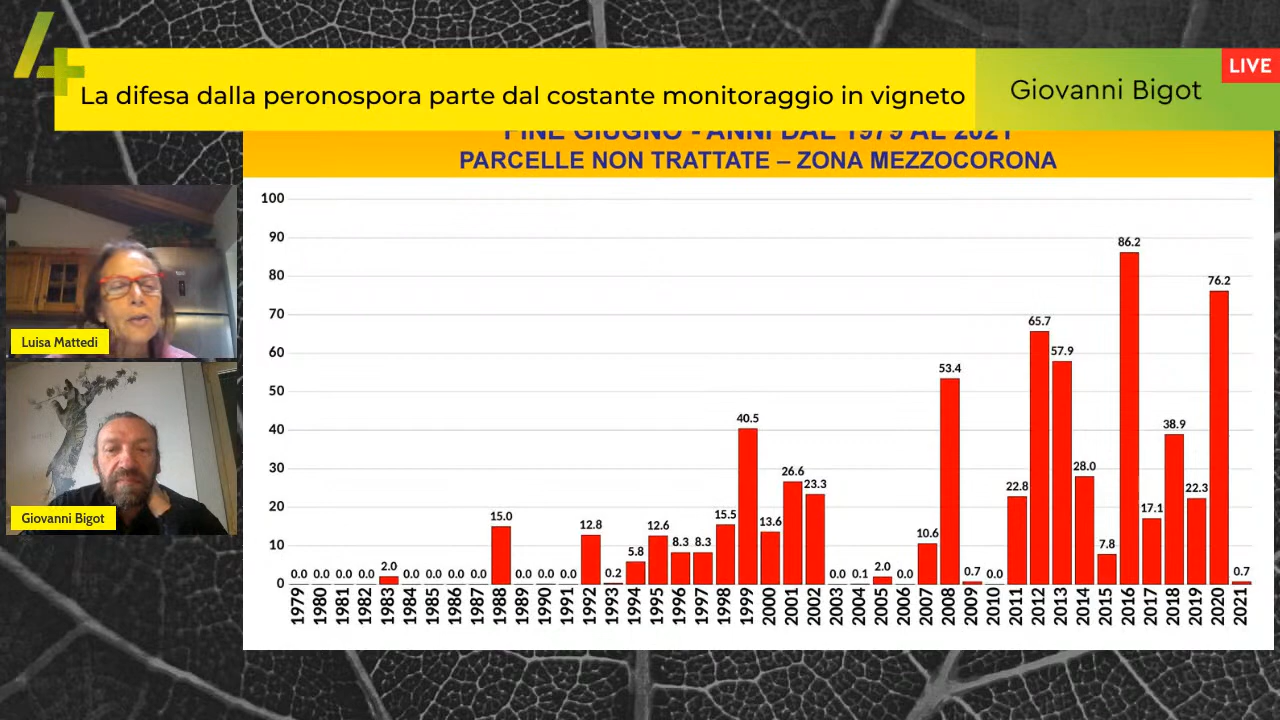 4+
La difesa dalla peronospora parte dal costante monitoraggio in vigneto
Giovanni Bigot
LIVE
FINE GIUGNO - ANNI DAL 1979 AL 2021
PARCELLE NON TRATTATE – ZONA MEZZOCORONA
Luisa Mattedi
Giovanni Bigot
100
90
80
70
60
50
40
30
20
10
0
0.0 0.0 0.0 0.0 2.0 0.0 0.0 0.0 0.0 15.0 0.0 0.0 0.0 12.8 0.2 5.8 12.6 8.3 8.3 15.5 40.5 13.6 26.6 23.3 0.0 0.1 2.0 0.0 10.6 53.4 0.7 0.0 22.8 65.7 57.9 28.0 7.8 86.2 17.1 38.9 22.3 76.2 0.7
1979 1980 1981 1982 1983 1984 1985 1986 1987 1988 1989 1990 1991 1992 1993 1994 1995 1996 1997 1998 1999 2000 2001 2002 2003 2004 2005 2006 2007 2008 2009 2010 2011 2012 2013 2014 2015 2016 2017 2018 2019 2020 2021